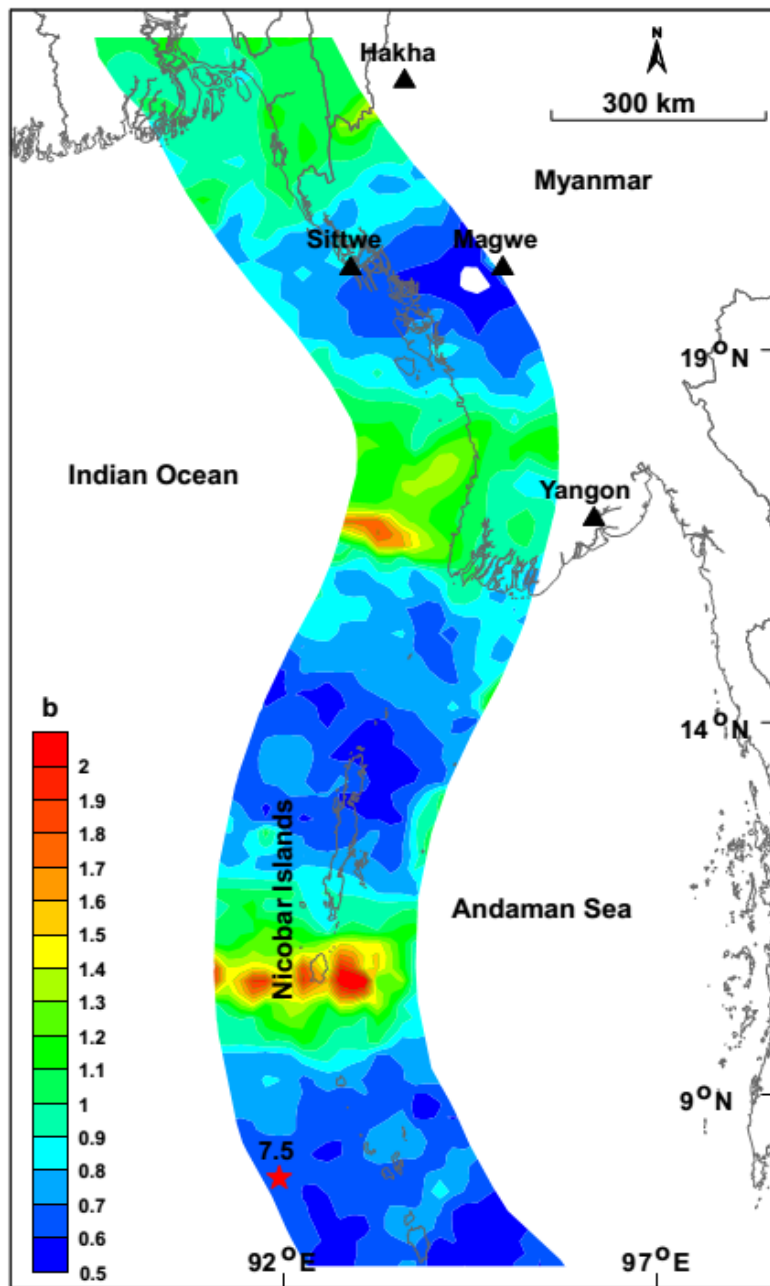 Hakha
N
300 km
Myanmar
Sittwe
Magwe
19°N
Indian Ocean
Yangon
b
14°N
2
1.9
1.8
1.7
1.6
1.5
1.4
1.3
1.2
1.1
1
0.9
0.8
0.7
0.6
0.5
Nicobar Islands
Andaman Sea
9°N
7.5
92°E
97°E